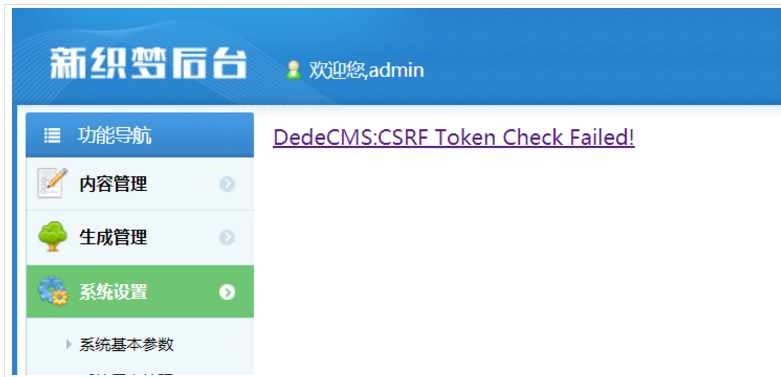 新织梦后台
欢迎您,admin
功能导航
DedeCMS:CSRF Token Check Failed!
内容管理
生成管理
系统设置
系统基本参数